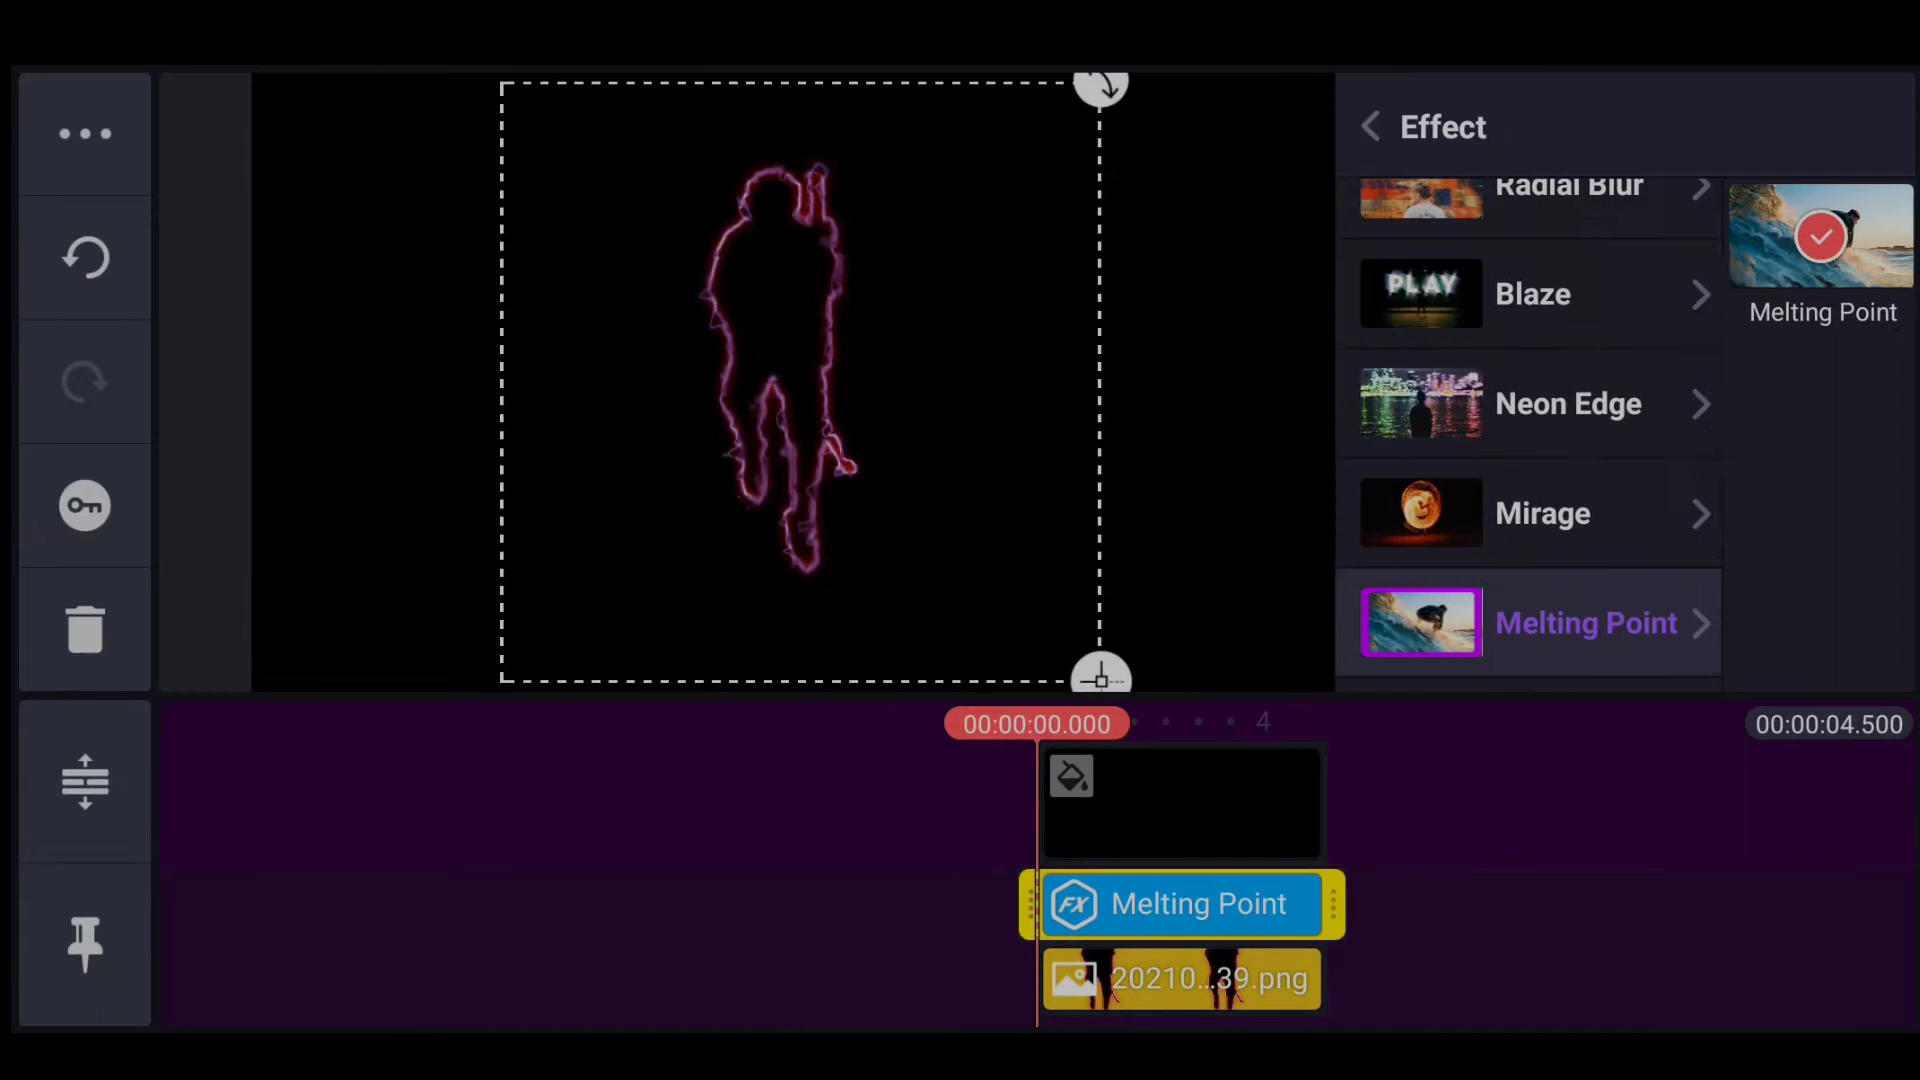 Effect
Radial Blur
PLAY
Blaze
Neon Edge
Mirage
Melting Point
Melting Point
00:00:00.000
4
00:00:04.500
FX Melting Point
20210...39.png